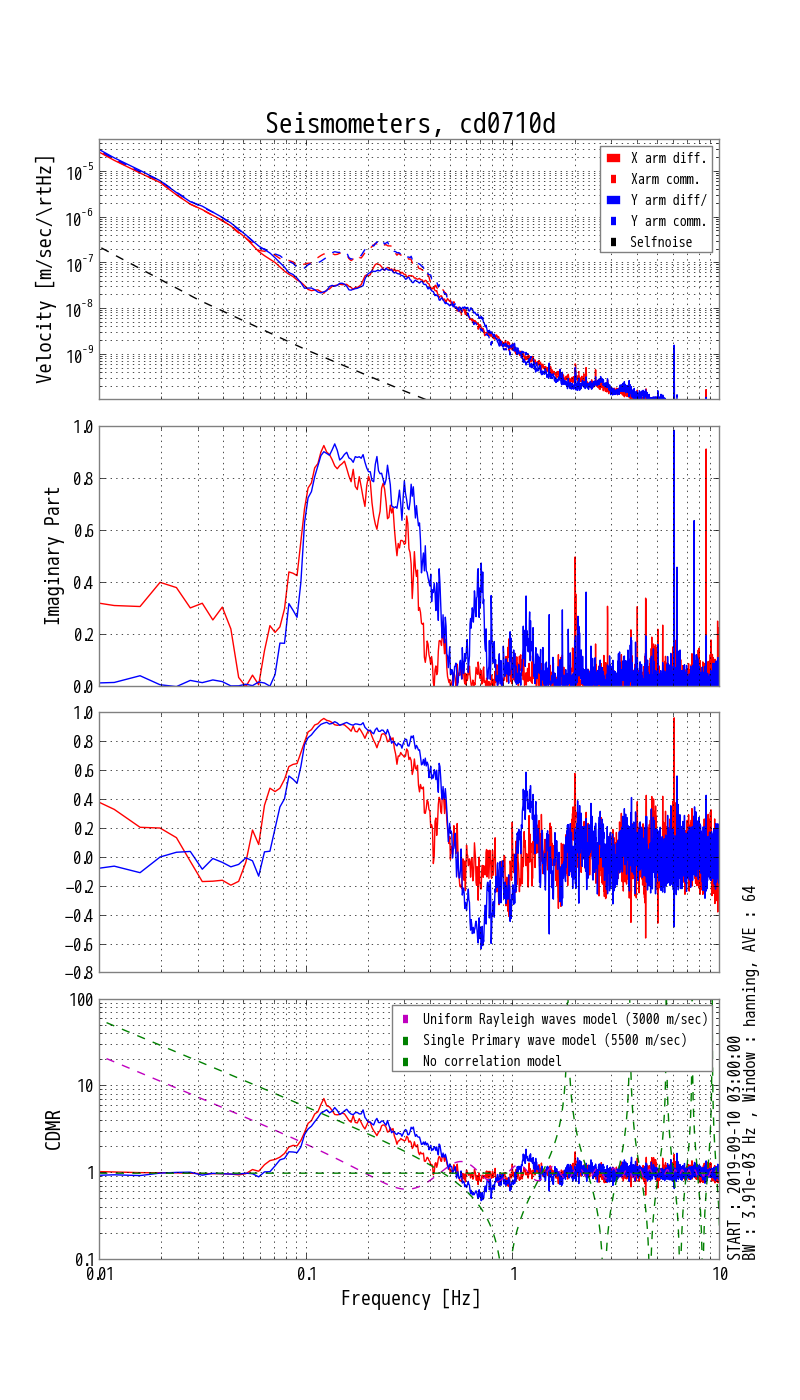 Seismometers, cd0710d
Velocity [m/sec/\rtHz]
10^-5
10^-6
10^-7
10^-8
10^-9
X arm diff.
Xarm comm.
Y arm diff/
Y arm comm.
Selfnoise
Imaginary Part
1.0
0.8
0.6
0.4
0.2
0.0
1.0
0.8
0.6
0.4
0.2
0.0
−0.2
−0.4
−0.6
−0.8
CDMR
100
10
1
0.1
Uniform Rayleigh waves model (3000 m/sec)
Single Primary wave model (5500 m/sec)
No correlation model
0.01
0.1
1
10
Frequency [Hz]
START : 2019-09-10 03:00:00
BW : 3.91e-03 Hz , Window : hanning, AVE : 64